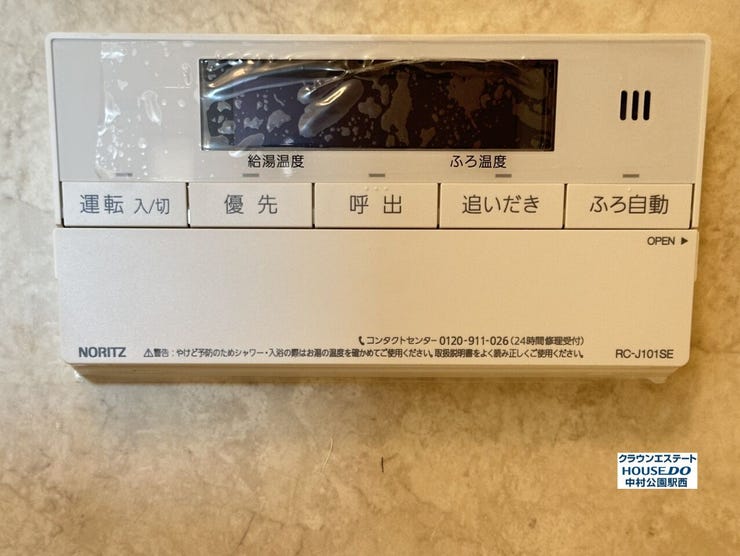 給湯温度 ふろ温度
運転 入/切 優先 呼出 追いだき ふろ自動
OPEN ▶
コンタクトセンター 0120-911-026 (24時間修理受付)
NORITZ ⚠警告:やけど予防のためシャワー・入浴の際はお湯の温度を確かめてご使用ください。取扱説明書をよく読み正しくご使用ください。 RC-J101SE
クラウンエステート
HOUSEDO
中村公園駅西